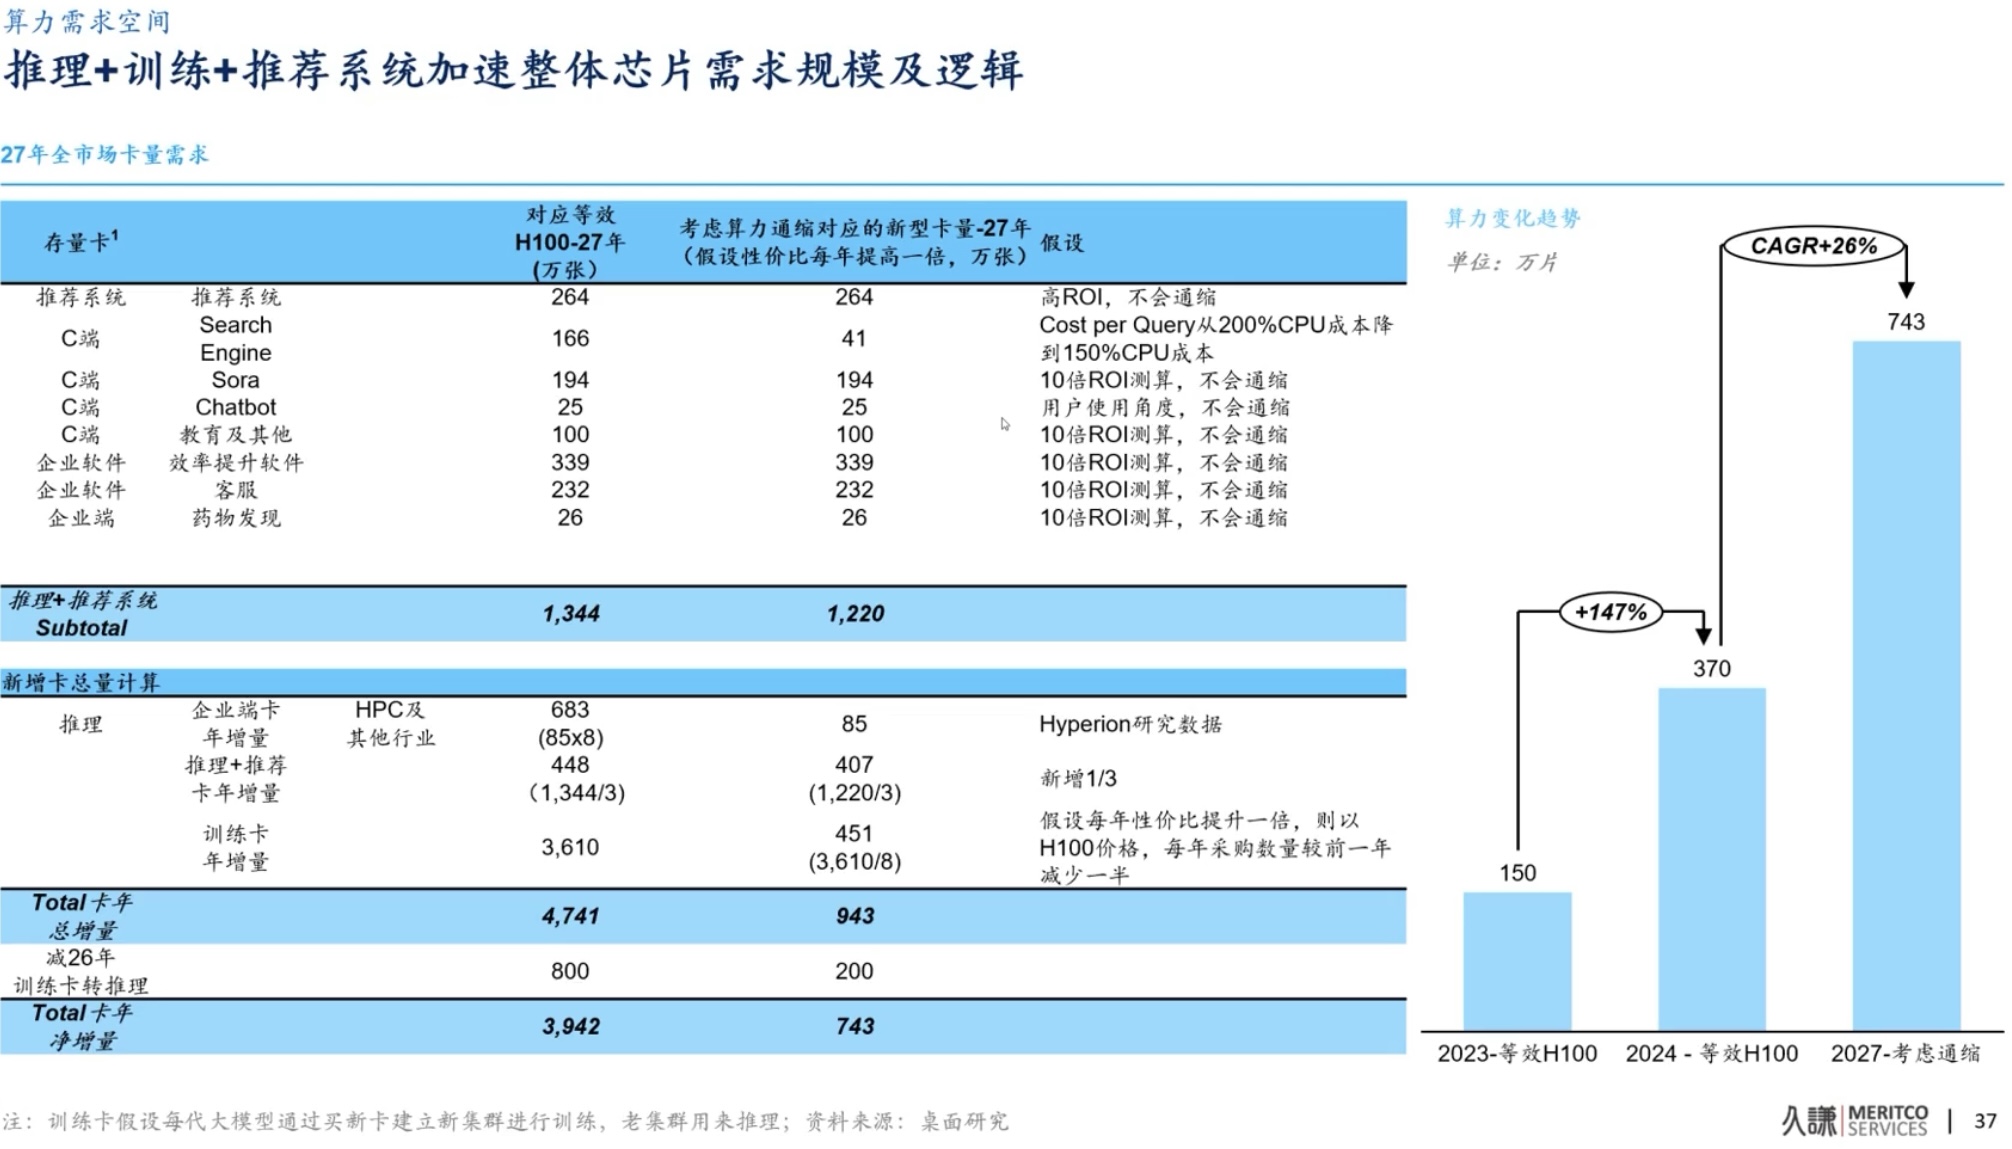 算力需求空间
推理+训练+推荐系统加速整体芯片需求规模及逻辑
27年全市场卡量需求
存量卡1
对应等效
H100-27年
(万张）
考虑算力通缩对应的新型卡量-27年
（假设性价比每年提高一倍，万张）
假设
推荐系统 推荐系统 264 264 高ROI，不会通缩
C端 Search
Engine 166 41 Cost per Query从200%CPU成本降
到150%CPU成本
C端 Sora 194 194 10倍ROI测算，不会通缩
C端 Chatbot 25 25 用户使用角度，不会通缩
C端 教育及其他 100 100 10倍ROI测算，不会通缩
企业软件 效率提升软件 339 339 10倍ROI测算，不会通缩
企业软件 客服 232 232 10倍ROI测算，不会通缩
企业端 药物发现 26 26 10倍ROI测算，不会通缩
推理+推荐系统
Subtotal 1,344 1,220
新增卡总量计算
推理 企业端卡
年增量 HPC及
其他行业 683
(85x8) 85 Hyperion研究数据
推理+推荐
卡年增量 448
（1,344/3) 407
(1,220/3) 新增1/3
训练卡
年增量 3,610 451
(3,610/8) 假设每年性价比提升一倍，则以
H100价格，每年采购数量较前一年
减少一半
Total卡年
总增量 4,741 943
减26年
训练卡转推理 800 200
Total卡年
净增量 3,942 743
算力变化趋势
单位：万片
CAGR+26%
743
+147%
370
150
2023-等效H100 2024 - 等效H100 2027-考虑通缩
注：训练卡假设每代大模型通过买新卡建立新集群进行训练，老集群用来推理；资料来源：桌面研究
久謙 MERITCO
SERVICES
37